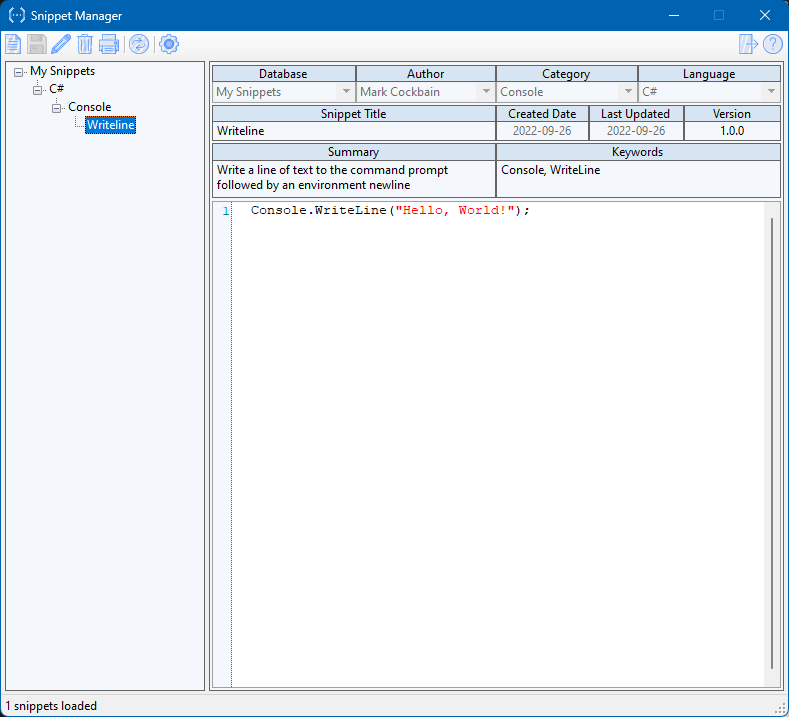 Snippet Manager
My Snippets
C#
Console
Writeline
Database Author Category Language
My Snippets Mark Cockbain Console C#
Snippet Title Created Date Last Updated Version
Writeline 2022-09-26 2022-09-26 1.0.0
Summary Keywords
Write a line of text to the command prompt Console, WriteLine
followed by an environment newline
1 Console.WriteLine("Hello, World!");
1 snippets loaded